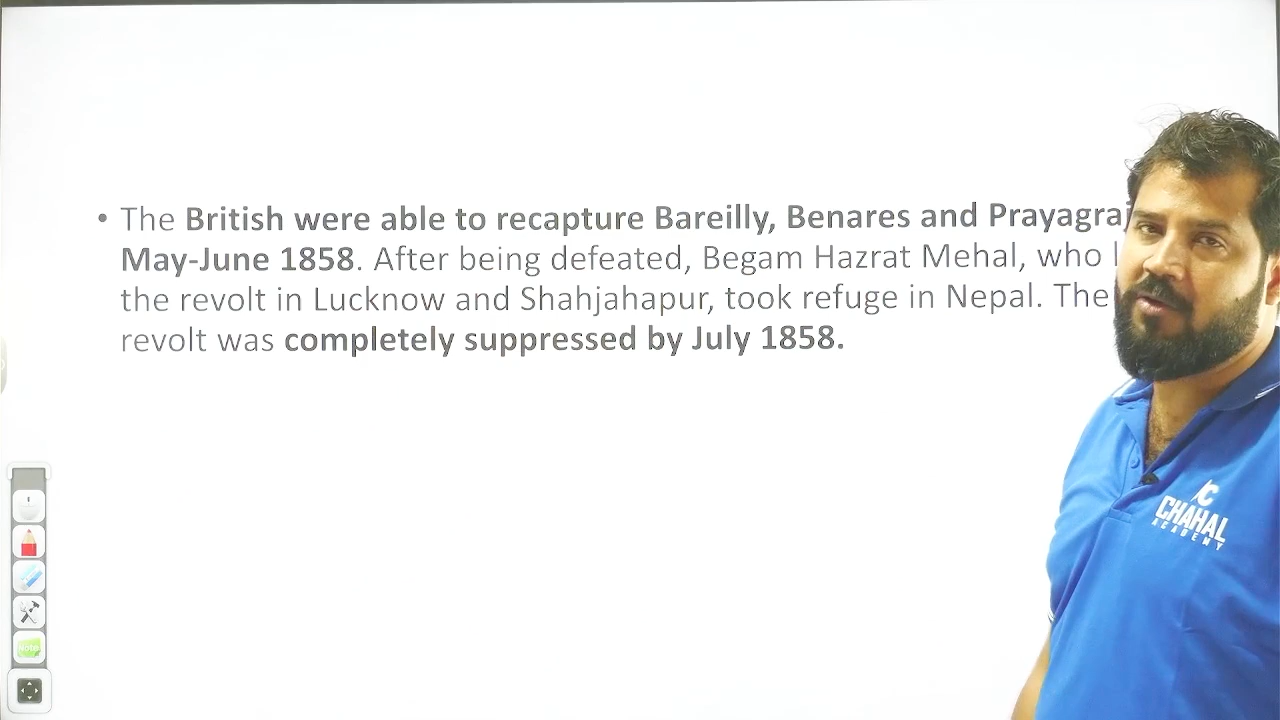 • The British were able to recapture Bareilly, Benares and Prayagraj
May-June 1858. After being defeated, Begam Hazrat Mehal, who
the revolt in Lucknow and Shahjahapur, took refuge in Nepal. The
revolt was completely suppressed by July 1858.
CHAHAL
ACADEMY
Note